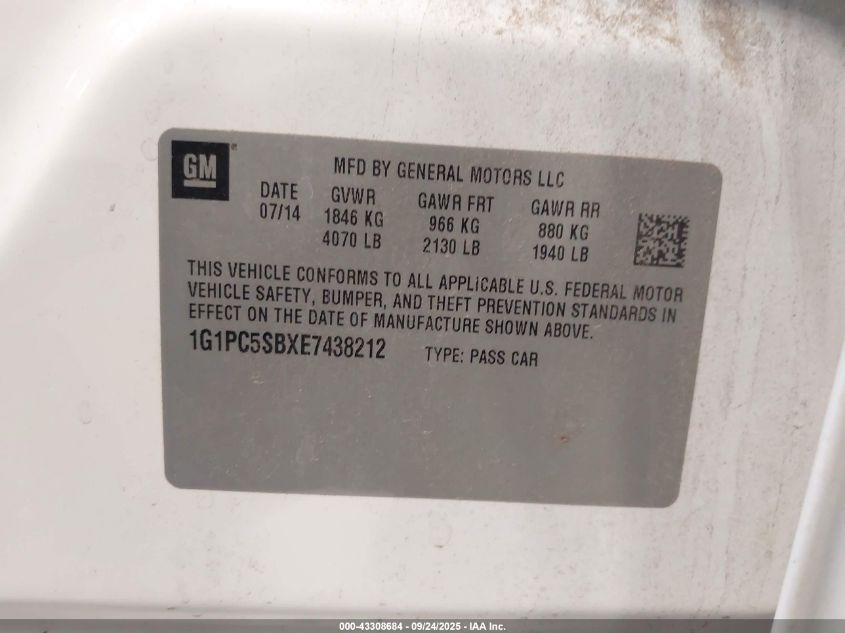 GM
MFD BY GENERAL MOTORS LLC
DATE GVWR GAWR FRT GAWR RR
07/14 1846 KG 966 KG 880 KG
4070 LB 2130 LB 1940 LB
THIS VEHICLE CONFORMS TO ALL APPLICABLE U.S. FEDERAL MOTOR
VEHICLE SAFETY, BUMPER, AND THEFT PREVENTION STANDARDS IN
EFFECT ON THE DATE OF MANUFACTURE SHOWN ABOVE.
1G1PC5SBXE7438212 TYPE: PASS CAR
000-43308684 - 09/24/2025 - IAA Inc.